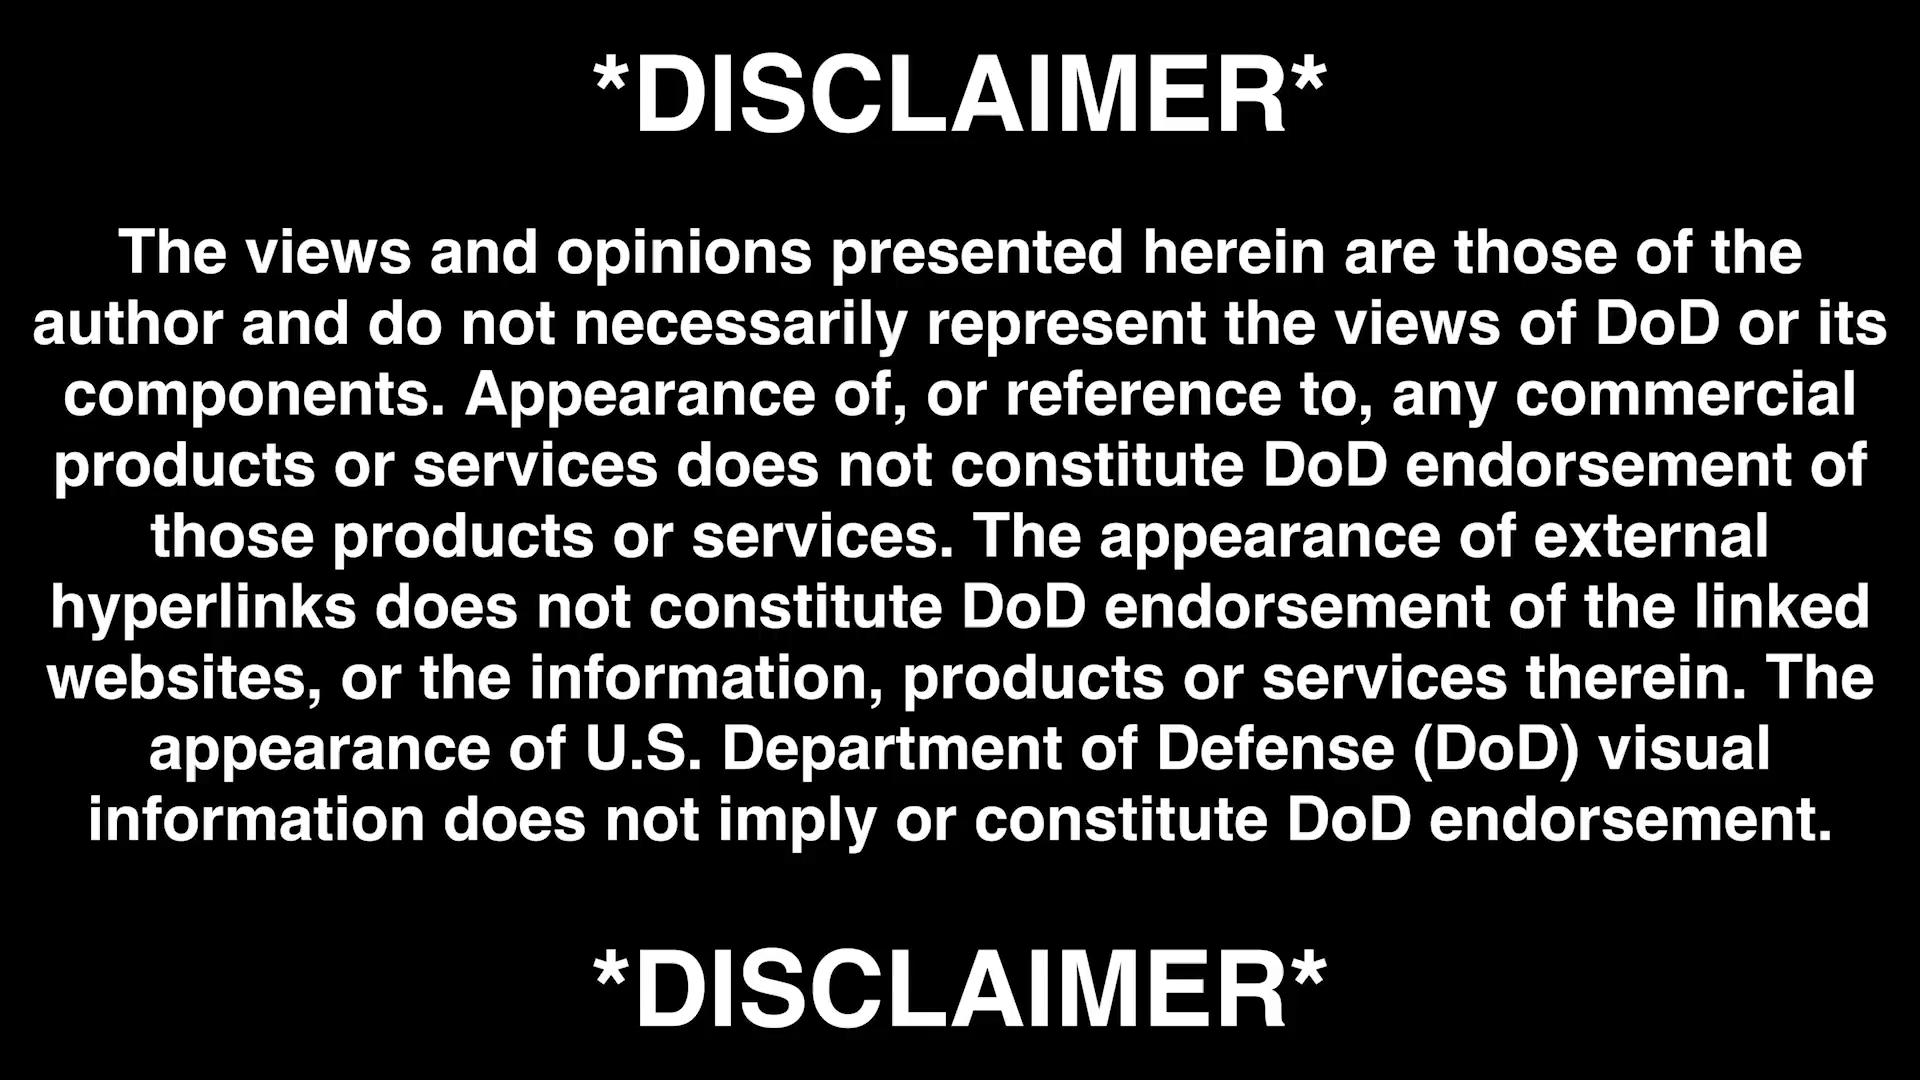 *DISCLAIMER*
The views and opinions presented herein are those of the
author and do not necessarily represent the views of DoD or its
components. Appearance of, or reference to, any commercial
products or services does not constitute DoD endorsement of
those products or services. The appearance of external
hyperlinks does not constitute DoD endorsement of the linked
websites, or the information, products or services therein. The
appearance of U.S. Department of Defense (DoD) visual
information does not imply or constitute DoD endorsement.
*DISCLAIMER*